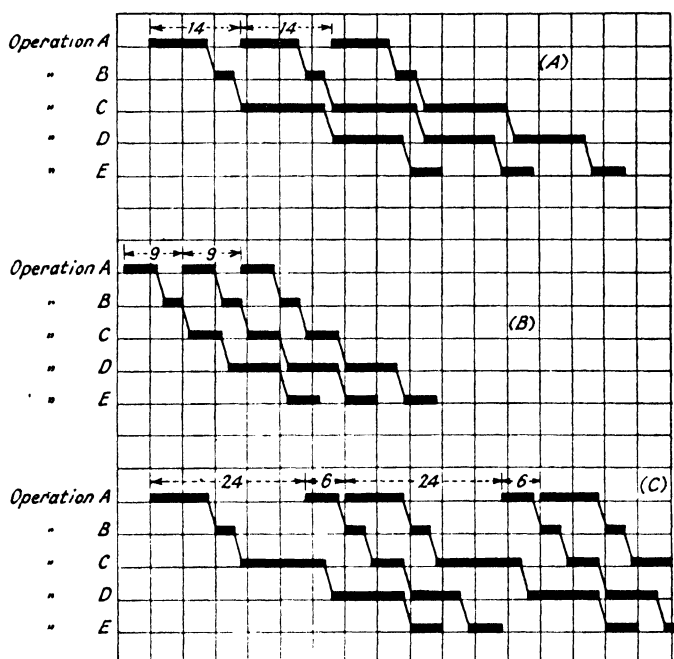 14 14
Operation A
(A)
" B
" C
" D
" E
9 9
Operation A
" B
(B)
" C
" D
" E
24 6 24 6
(C)
Operation A
" B
" C
" D
" E